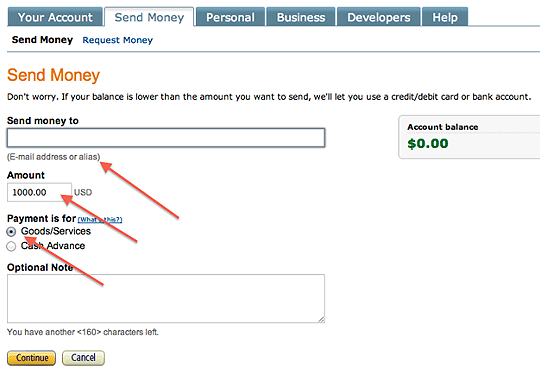 Your Account Send Money Personal Business Developers Help
Send Money Request Money
Send Money
Don't worry. If your balance is lower than the amount you want to send, we'll let you use a credit/debit card or bank account.
Send money to
Account balance
$0.00
(E-mail address or alias)
Amount
1000.00 USD
Payment is for (What's this?)
Goods/Services
Cash Advance
Optional Note
You have another <160> characters left.
Continue Cancel